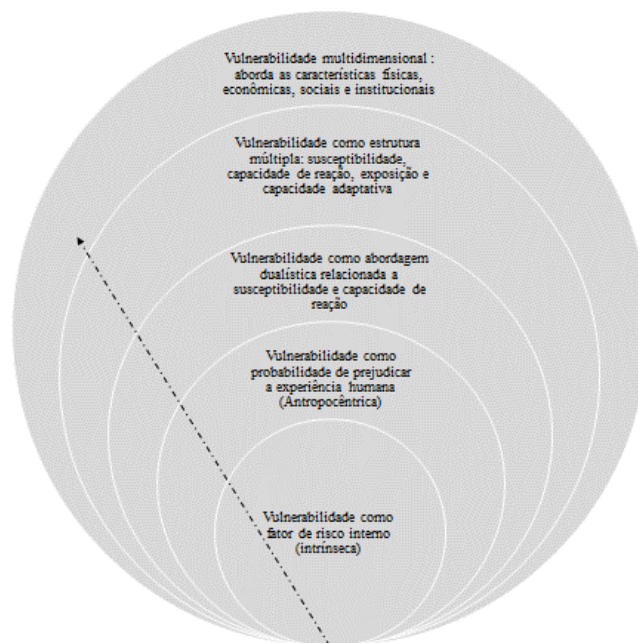 Vulnerabilidade multidimensional :
aborda as características físicas,
econômicas, sociais e institucionais
Vulnerabilidade como estrutura
múltipla: susceptibilidade,
capacidade de reação, exposição e
capacidade adaptativa
Vulnerabilidade como abordagem
dualística relacionada a
susceptibilidade e capacidade de
reação
Vulnerabilidade como
probabilidade de prejudicar
a experiência humana
(Antropocêntrica)
Vulnerabilidade como
fator de risco interno
(intrínseca)